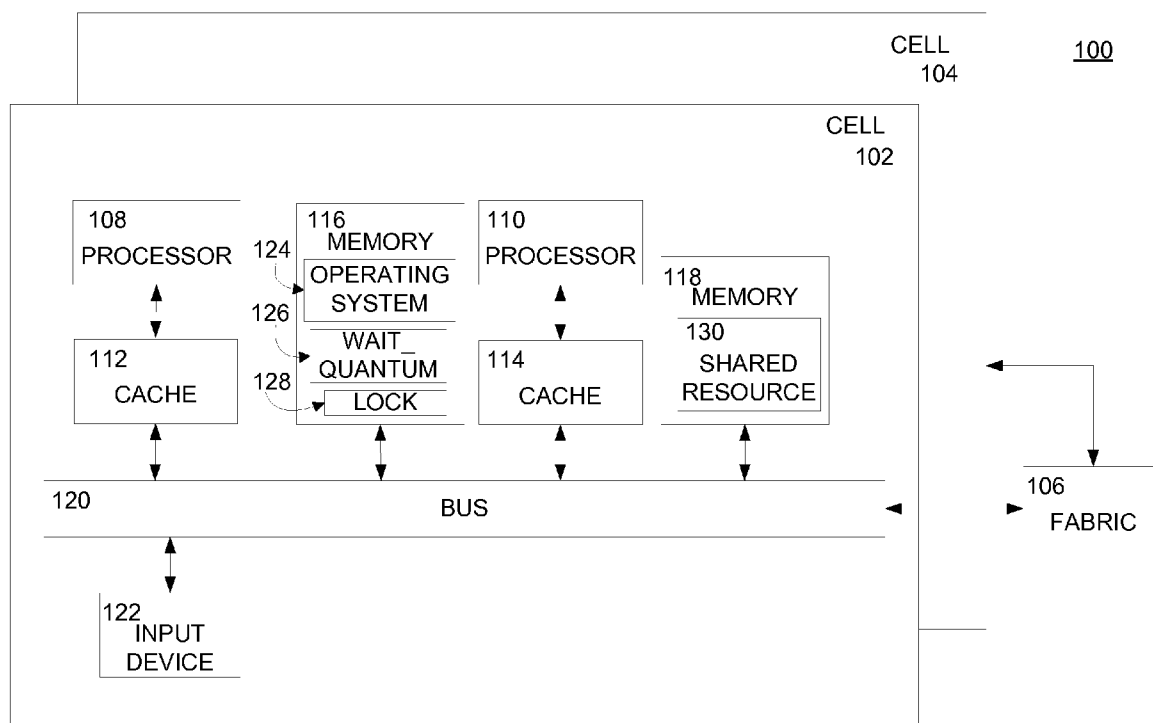 CELL
104
100
CELL
102
108
PROCESSOR
124
116
MEMORY
OPERATING
SYSTEM
126
WAIT_
QUANTUM
128
LOCK
110
PROCESSOR
118
MEMORY
130
SHARED
RESOURCE
112
CACHE
114
CACHE
120
BUS
106
FABRIC
122
INPUT
DEVICE